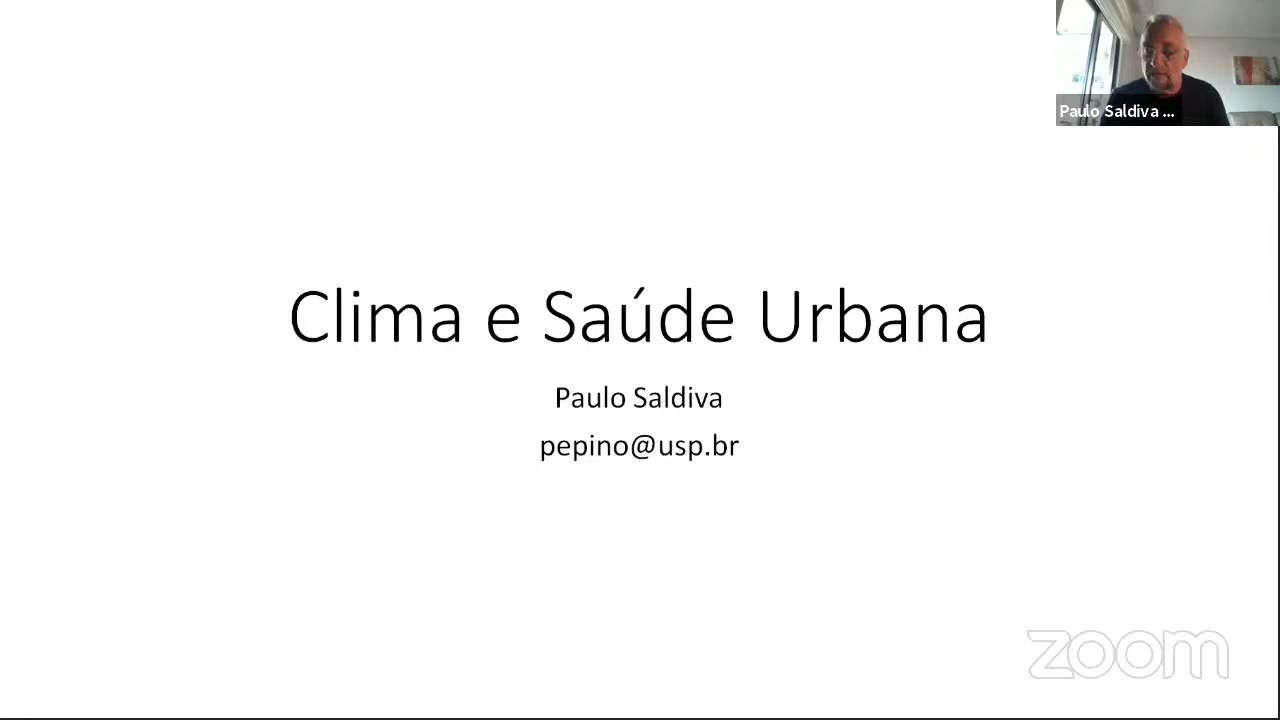 Paulo Saldiva ...
Clima e Saúde Urbana
Paulo Saldiva
pepino@usp.br
zoom